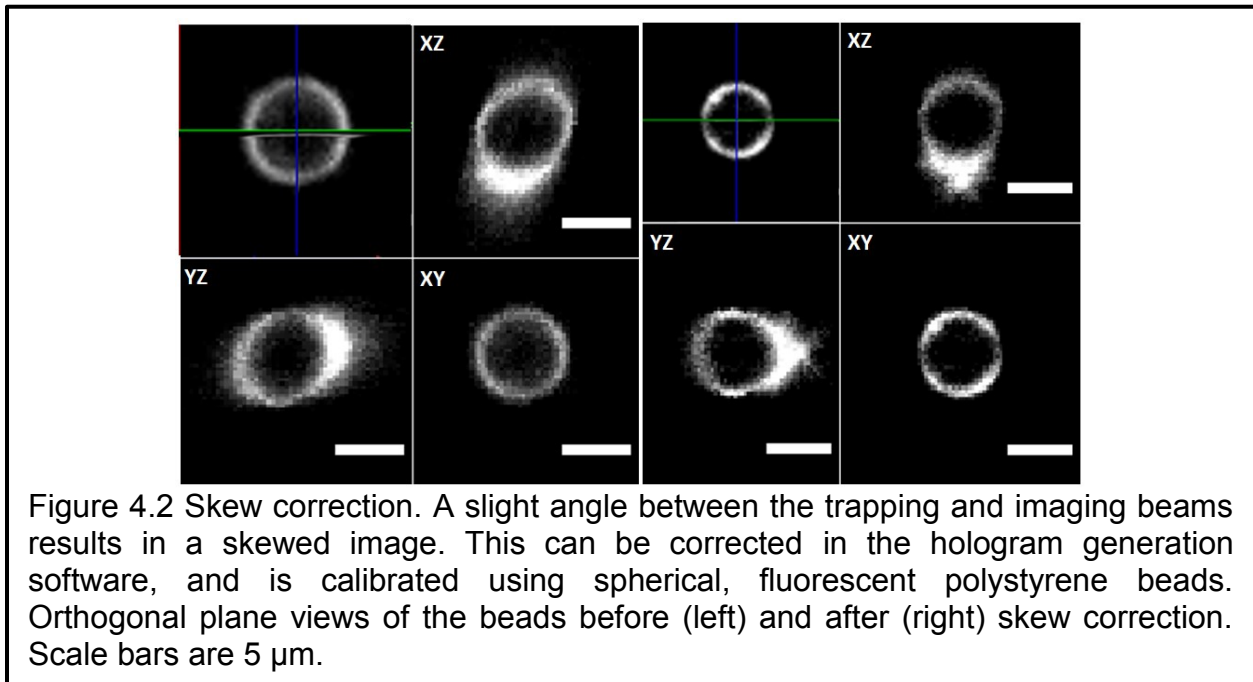 XZ
XZ
YZ
XY
YZ
XY
Figure 4.2 Skew correction. A slight angle between the trapping and imaging beams
results in a skewed image. This can be corrected in the hologram generation
software, and is calibrated using spherical, fluorescent polystyrene beads.
Orthogonal plane views of the beads before (left) and after (right) skew correction.
Scale bars are 5 µm.